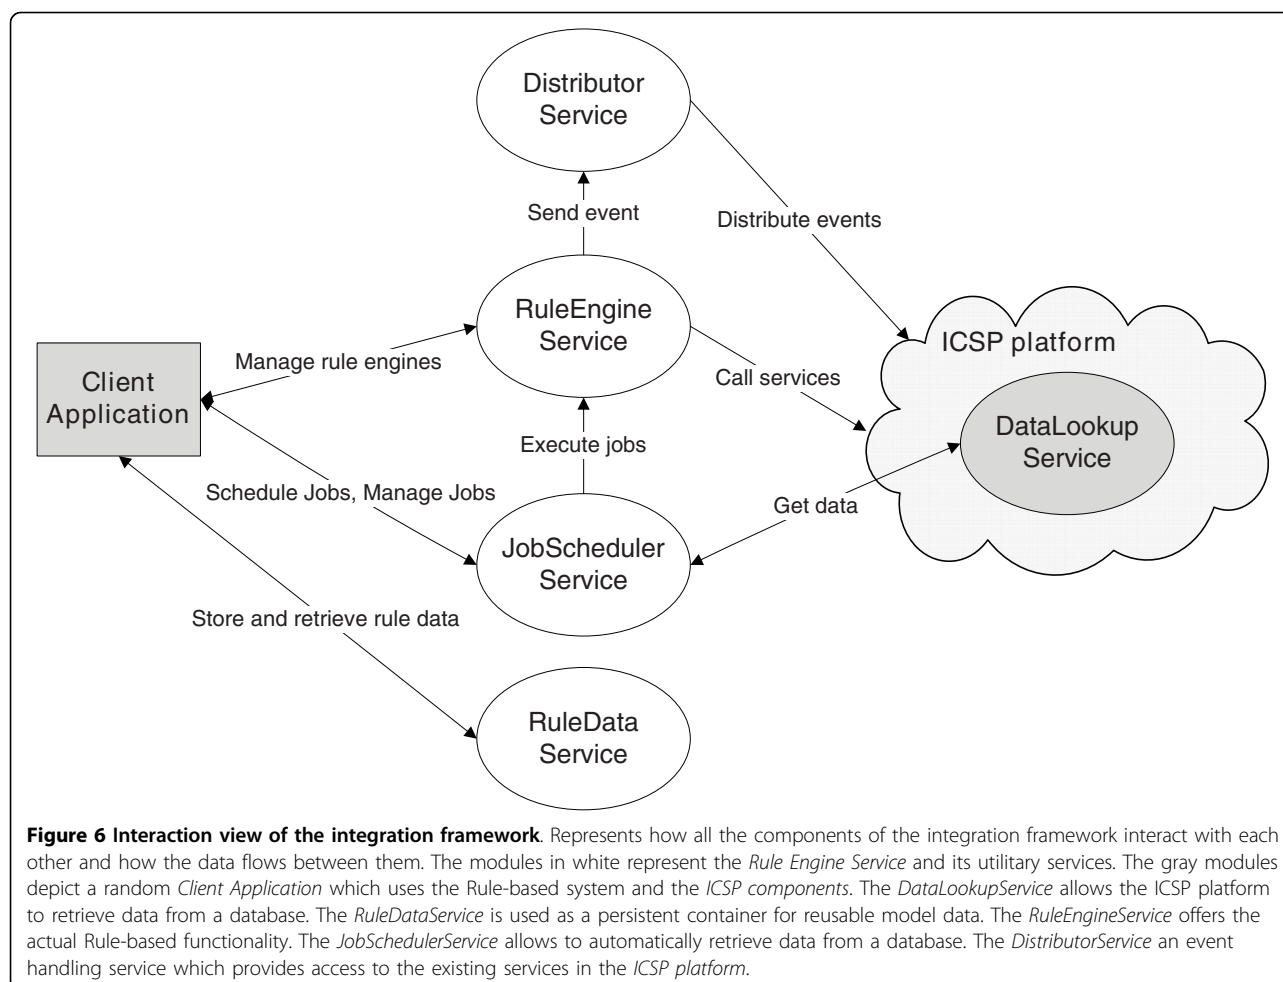 Distributor
Service
Send event
Distribute events
RuleEngine
Service
ICSP platform
Manage rule engines
Call services
Client
Application
DataLookup
Service
Execute jobs
Schedule Jobs, Manage Jobs
Get data
JobScheduler
Service
Store and retrieve rule data
RuleData
Service
Figure 6 Interaction view of the integration framework. Represents how all the components of the integration framework interact with each
other and how the data flows between them. The modules in white represent the Rule Engine Service and its utilitary services. The gray modules
depict a random Client Application which uses the Rule-based system and the ICSP components. The DataLookupService allows the ICSP platform
to retrieve data from a database. The RuleDataService is used as a persistent container for reusable model data. The RuleEngineService offers the
actual Rule-based functionality. The JobSchedulerService allows to automatically retrieve data from a database. The DistributorService an event
handling service which provides access to the existing services in the ICSP platform.